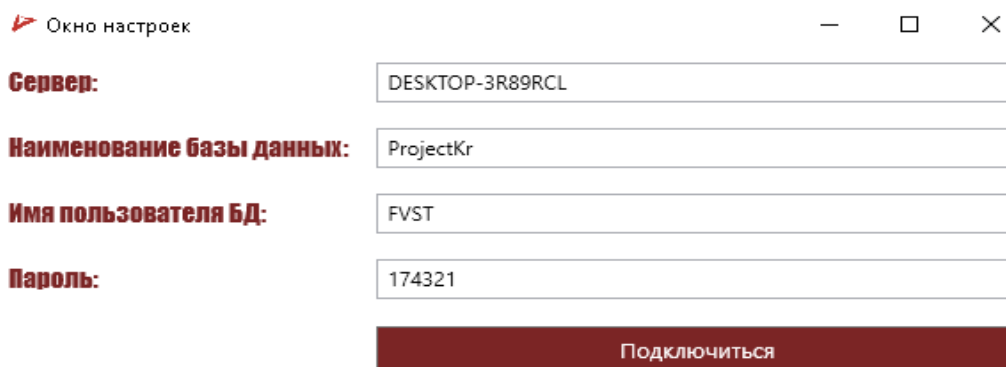 Окно настроек
Сервер: DESKTOP-3R89RCL
Наименование базы данных: ProjectKr
Имя пользователя БД: FVST
Пароль: 174321
Подключиться